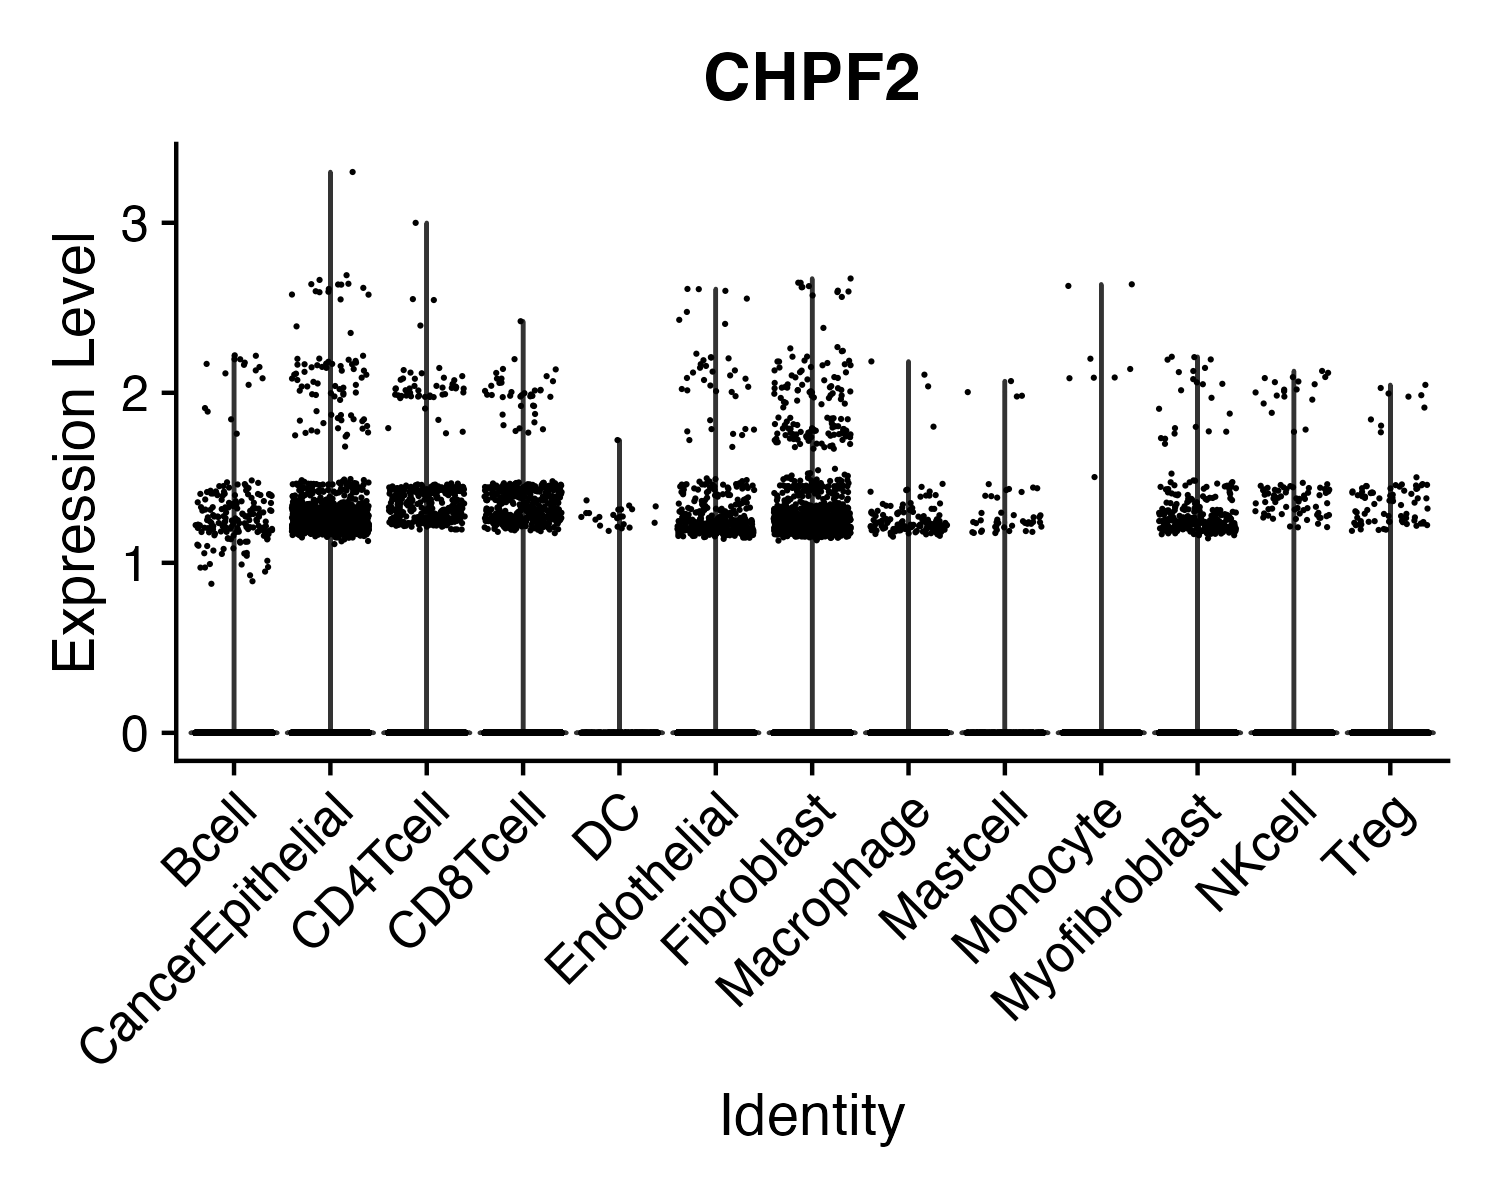 CHPF2
Expression Level
3
2
1
0
Bcell
CancerEpithelial
CD4Tcell
CD8Tcell
DC
Endothelial
Fibroblast
Macrophage
Mastcell
Monocyte
Myofibroblast
NKcell
Treg
Identity